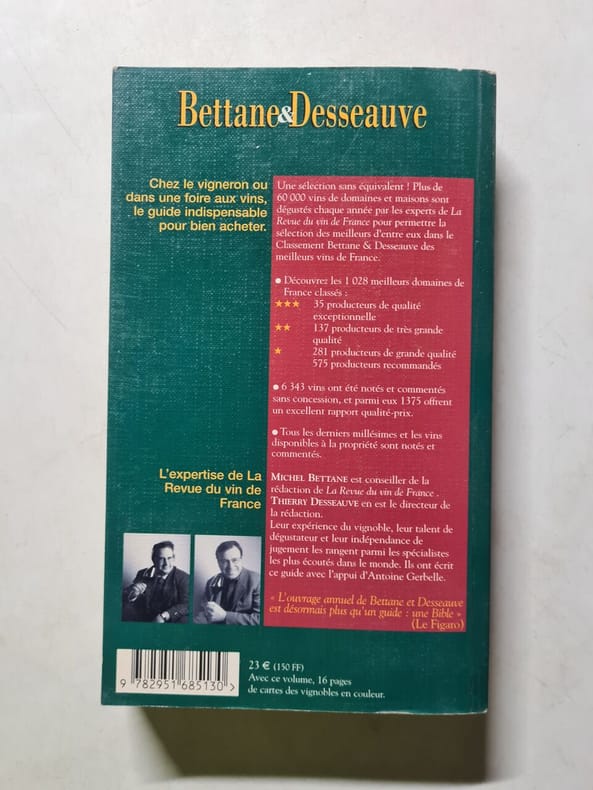 Bettane&Desseauve
Chez le vigneron ou
dans une foire aux vins,
le guide indispensable
pour bien acheter.
Une sélection sans équivalent ! Plus de
60 000 vins de domaines et maisons sont
dégustés chaque année par les experts de La
Revue du vin de France pour permettre la
sélection des meilleurs d'entre eux dans le
Classement Bettane & Desseauve des
meilleurs vins de France.
● Découvrez les 1 028 meilleurs domaines de
France classés :
★★★ 35 producteurs de qualité
exceptionnelle
★★ 137 producteurs de très grande
qualité
★ 281 producteurs de grande qualité
575 producteurs recommandés
● 6 343 vins ont été notés et commentés
sans concession, et parmi eux 1375 offrent
un excellent rapport qualité-prix.
● Tous les derniers millésimes et les vins
disponibles à la propriété sont notés et
commentés.
L'expertise de La
Revue du vin de
France
MICHEL BETTANE est conseiller de la
rédaction de La Revue du vin de France .
THIERRY DESSEAUVE en est le directeur de
la rédaction.
Leur expérience du vignoble, leur talent de
dégustateur et leur indépendance de
jugement les rangent parmi les spécialistes
les plus écoutés dans le monde. Ils ont écrit
ce guide avec l'appui d'Antoine Gerbelle.
« L'ouvrage annuel de Bettane et Desseauve
est désormais plus qu'un guide : une Bible »
(Le Figaro)
9 782951 685130 >
23 € (150 FF)
Avec ce volume, 16 pages
de cartes des vignobles en couleur.